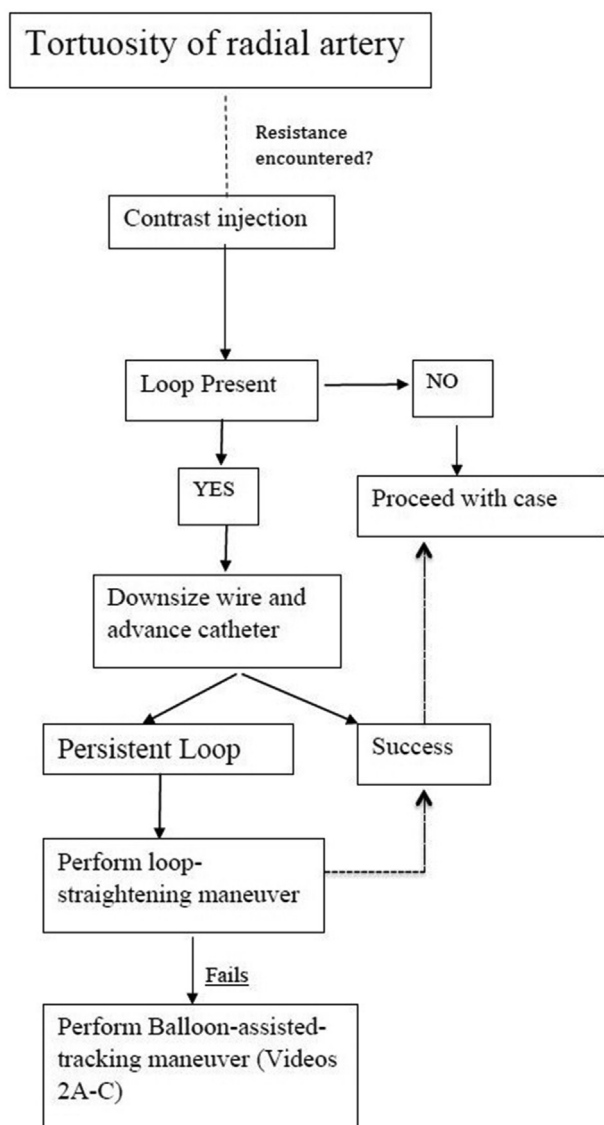 Tortuosity of radial artery
Resistance
encountered?
Contrast injection
Loop Present
NO
YES
Proceed with case
Downsize wire and
advance catheter
Persistent Loop
Success
Perform loop-
straightening maneuver
Fails
Perform Balloon-assisted-
tracking maneuver (Videos
2A-C)